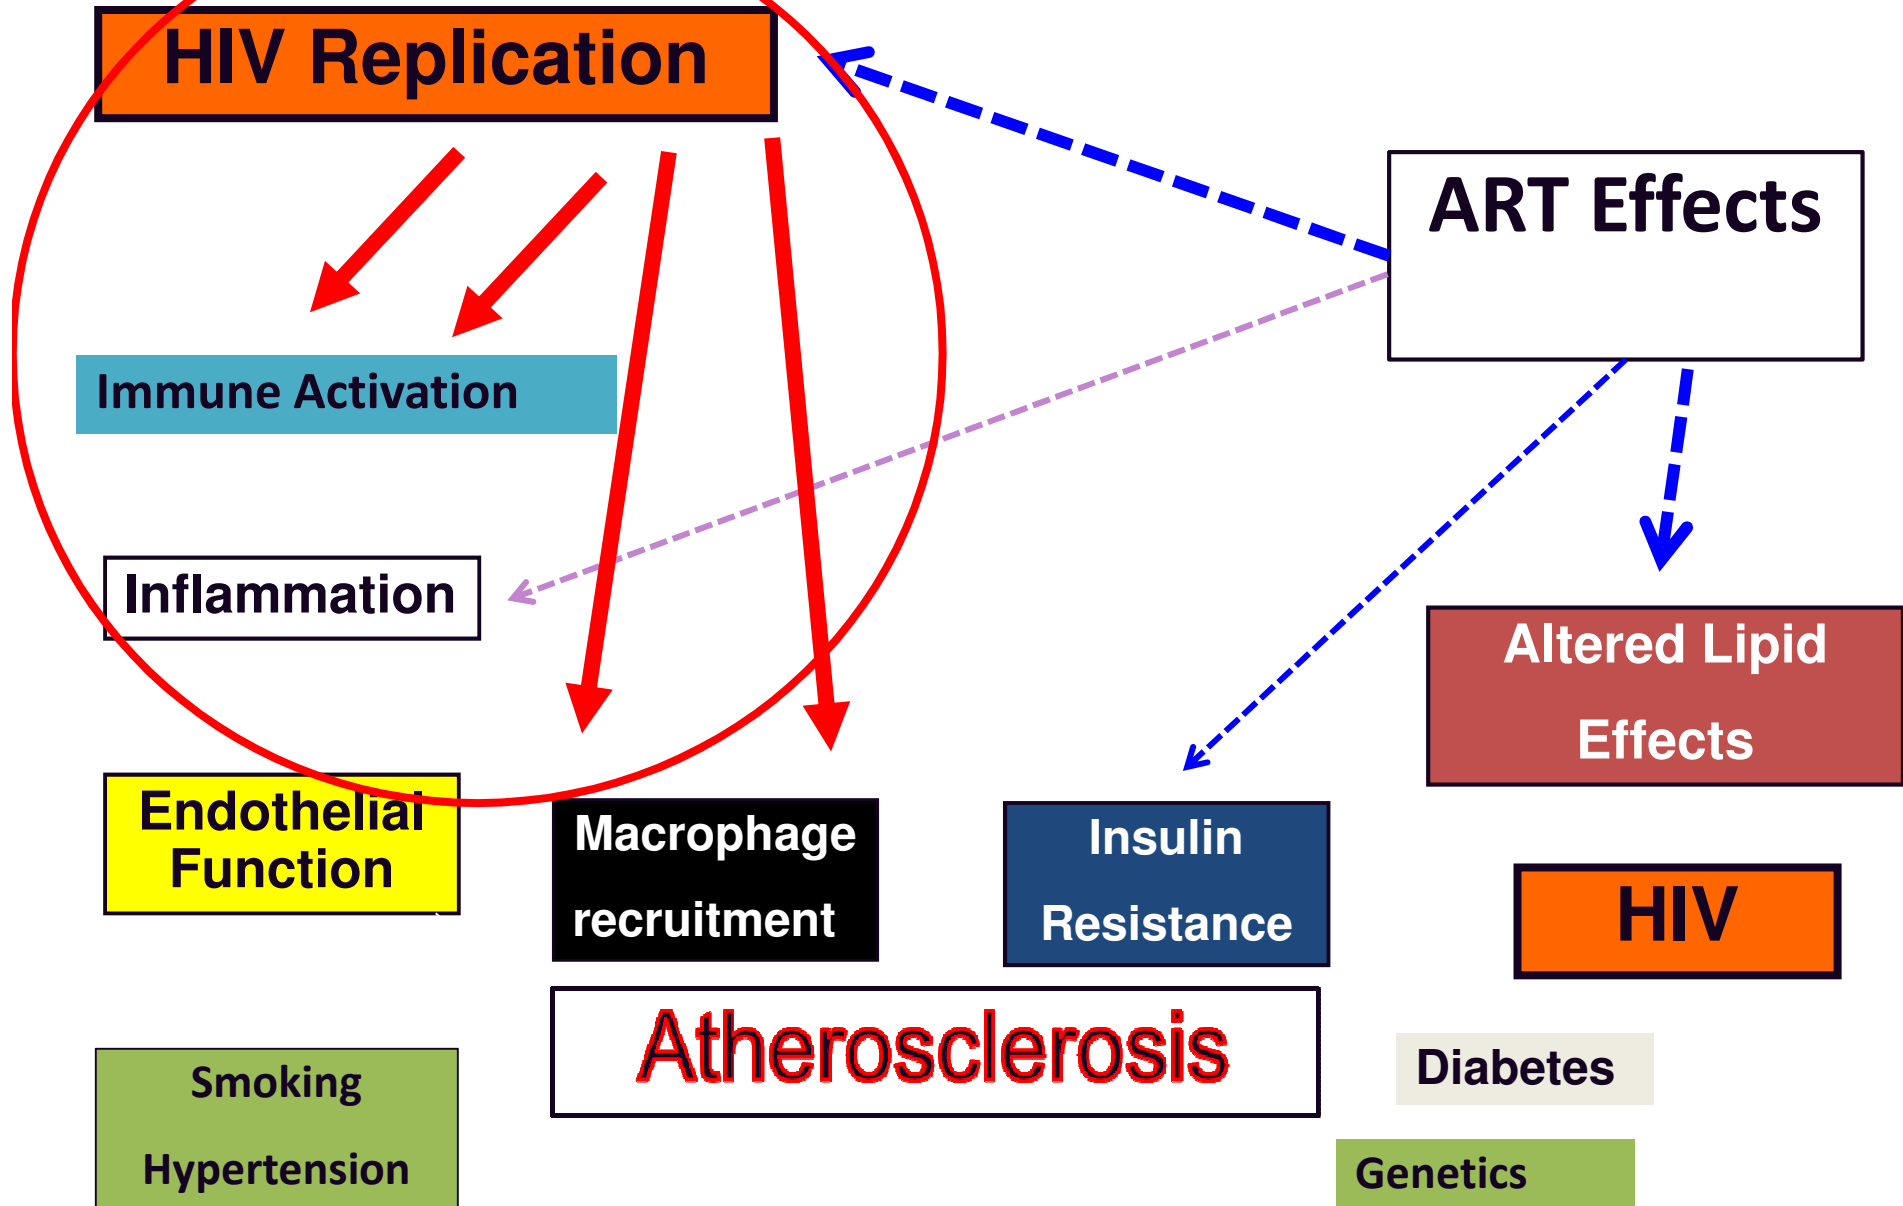 HIV Replication
ART Effects
Immune Activation
Inflammation
Altered Lipid
Effects
Endothelial
Function
Macrophage
recruitment
Insulin
Resistance
HIV
Atherosclerosis
Smoking
Hypertension
Diabetes
Genetics